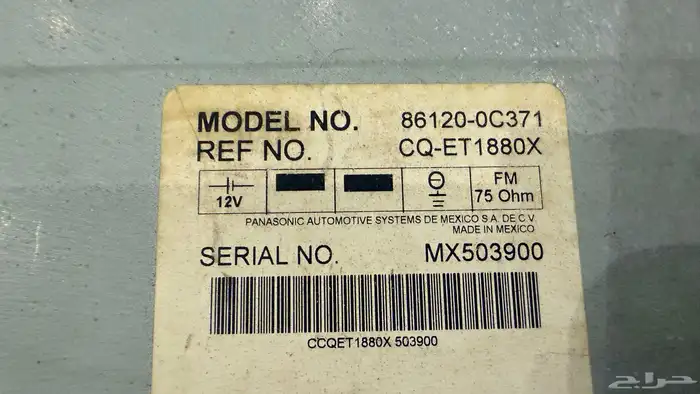 MODEL NO. 86120-0C371
REF NO. CQ-ET1880X
12V
FM
75 Ohm
PANASONIC AUTOMOTIVE SYSTEMS DE MEXICO S.A. DE C.V
MADE IN MEXICO
SERIAL NO. MX503900
CCQET1880X 503900
حراج